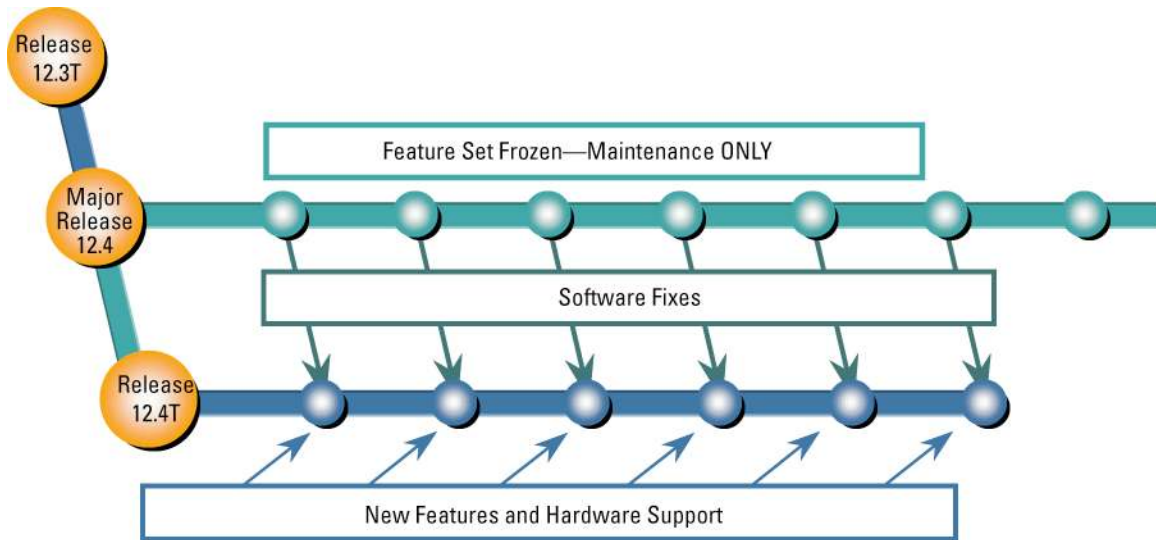 Release
12.3T
Feature Set Frozen—Maintenance ONLY
Major
Release
12.4
Software Fixes
Release
12.4T
New Features and Hardware Support